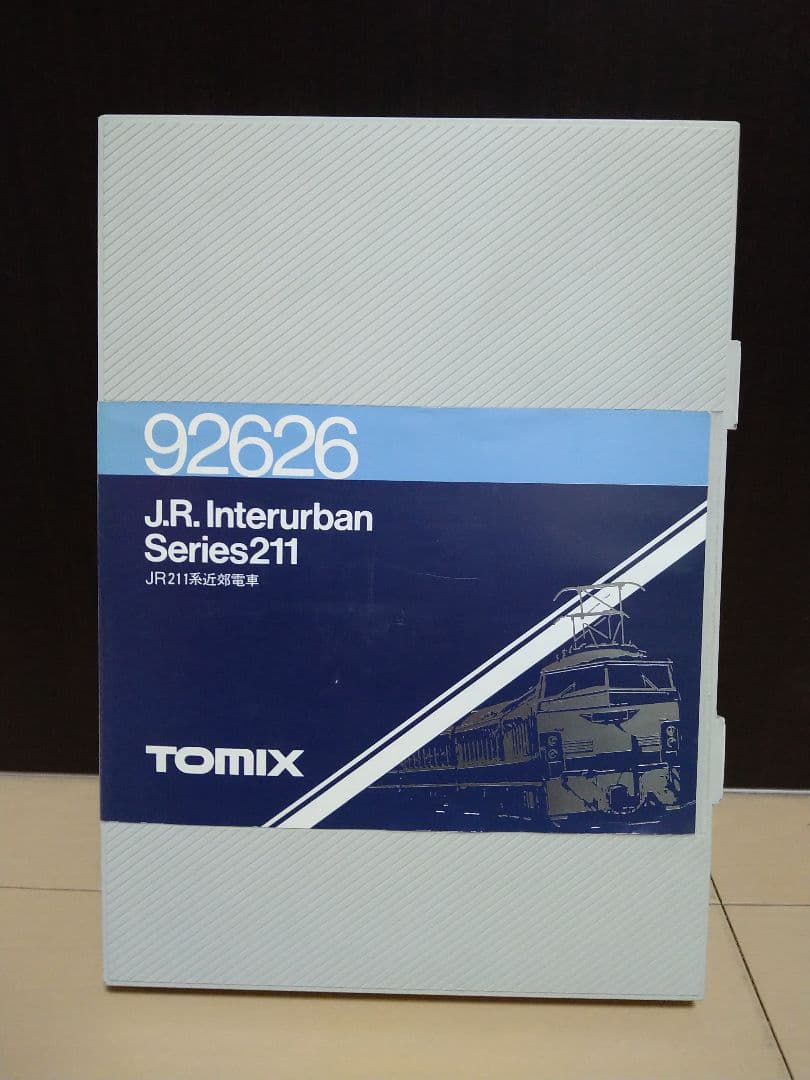 92626
J.R. Interurban
Series211
JR211系近郊電車
TOMIX